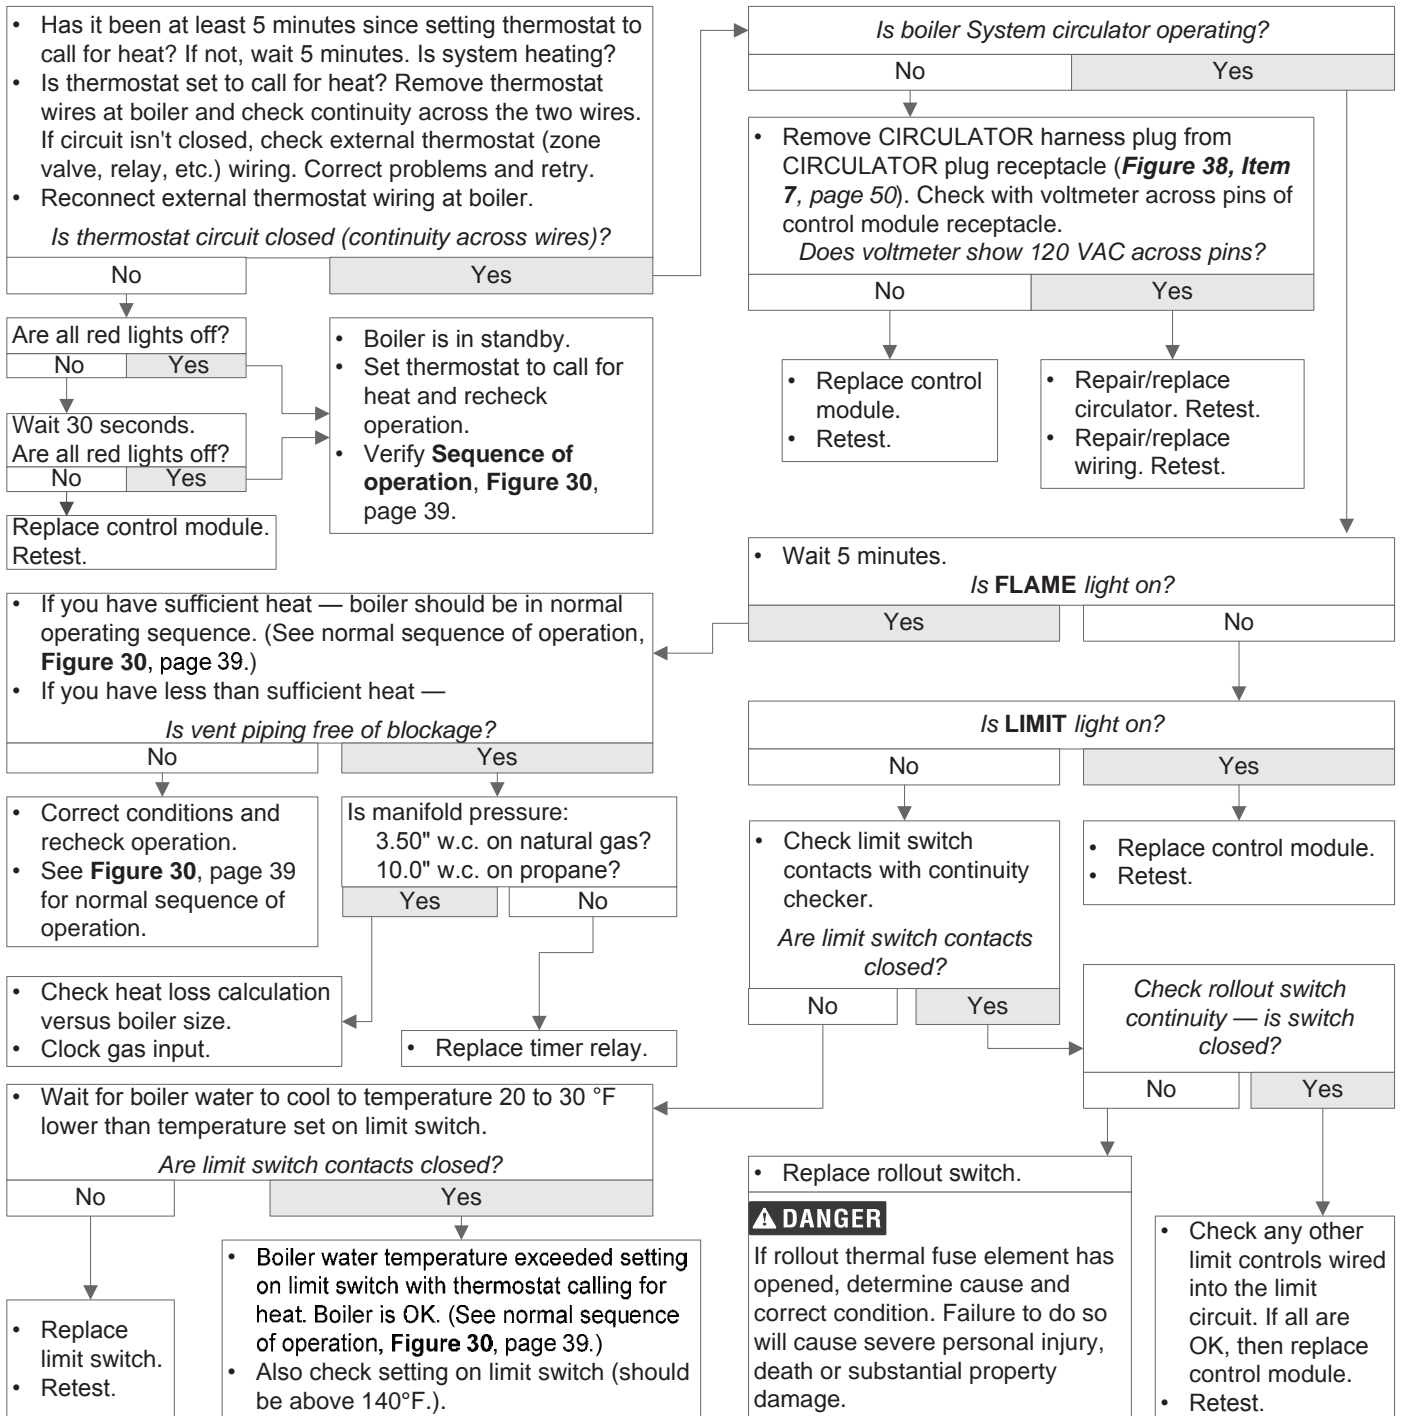 • Has it been at least 5 minutes since setting thermostat to
call for heat? If not, wait 5 minutes. Is system heating?
• Is thermostat set to call for heat? Remove thermostat
wires at boiler and check continuity across the two wires.
If circuit isn't closed, check external thermostat (zone
valve, relay, etc.) wiring. Correct problems and retry.
• Reconnect external thermostat wiring at boiler.
Is thermostat circuit closed (continuity across wires)?
No
Yes
Are all red lights off?
No
Yes
Wait 30 seconds.
Are all red lights off?
No
Yes
Replace control module.
Retest.
• Boiler is in standby.
• Set thermostat to call for
heat and recheck
operation.
• Verify Sequence of
operation, Figure 30,
page 39.
Is boiler System circulator operating?
No
Yes
• Remove CIRCULATOR harness plug from
CIRCULATOR plug receptacle (Figure 38, Item
7, page 50). Check with voltmeter across pins of
control module receptacle.
Does voltmeter show 120 VAC across pins?
No
Yes
• Replace control
module.
• Retest.
• Repair/replace
circulator. Retest.
• Repair/replace
wiring. Retest.
• Wait 5 minutes.
Is FLAME light on?
Yes
No
• If you have sufficient heat — boiler should be in normal
operating sequence. (See normal sequence of operation,
Figure 30, page 39.)
• If you have less than sufficient heat —
Is vent piping free of blockage?
No
Yes
• Correct conditions and
recheck operation.
• See Figure 30, page 39
for normal sequence of
operation.
Is manifold pressure:
3.50" w.c. on natural gas?
10.0" w.c. on propane?
Yes
No
• Check heat loss calculation
versus boiler size.
• Clock gas input.
• Replace timer relay.
Is LIMIT light on?
No
Yes
• Check limit switch
contacts with continuity
checker.
Are limit switch contacts
closed?
No
Yes
• Replace control module.
• Retest.
Check rollout switch
continuity — is switch
closed?
No
Yes
• Wait for boiler water to cool to temperature 20 to 30 °F
lower than temperature set on limit switch.
Are limit switch contacts closed?
No
Yes
• Replace
limit switch.
• Retest.
• Boiler water temperature exceeded setting
on limit switch with thermostat calling for
heat. Boiler is OK. (See normal sequence
of operation, Figure 30, page 39.)
• Also check setting on limit switch (should
be above 140°F.).
• Replace rollout switch.
DANGER
If rollout thermal fuse element has
opened, determine cause and
correct condition. Failure to do so
will cause severe personal injury,
death or substantial property
damage.
• Check any other
limit controls wired
into the limit
circuit. If all are
OK, then replace
control module.
• Retest.